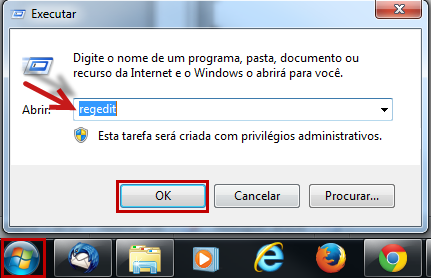 Executar
Digite o nome de um programa, pasta, documento ou
recurso da Internet e o Windows o abrirá para você.
Abrir: regedit
Esta tarefa será criada com privilégios administrativos.
OK Cancelar Procurar...